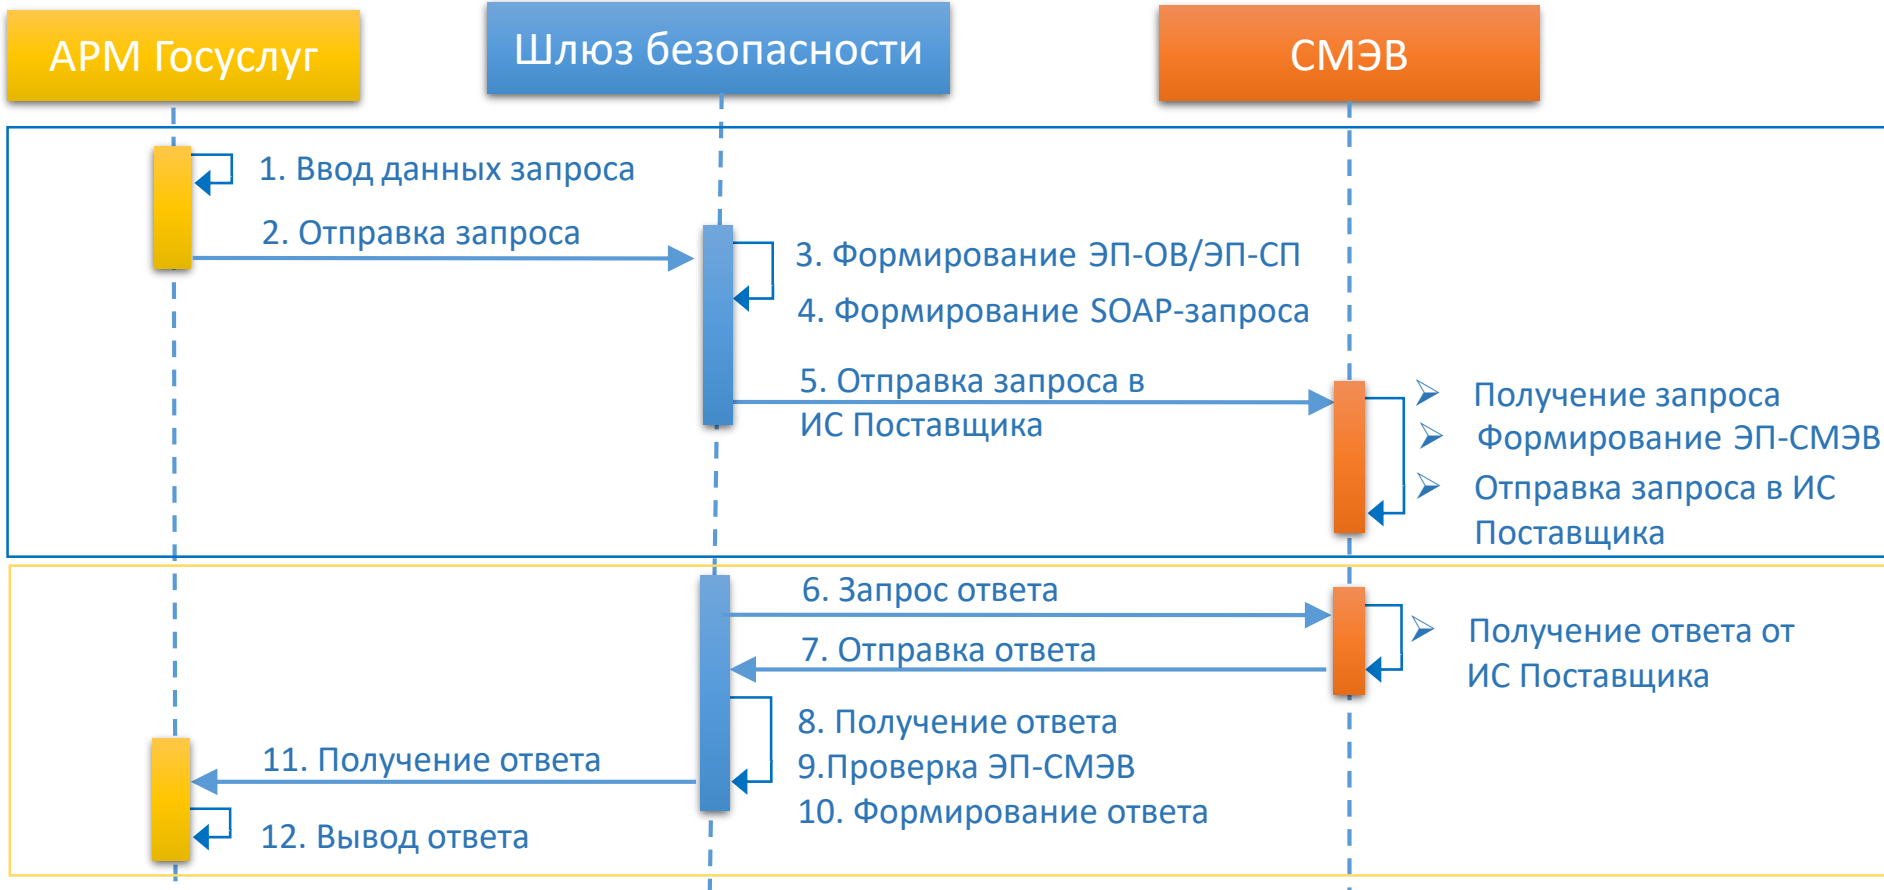 АРМ Госуслуг
Шлюз безопасности
СМЭВ
1. Ввод данных запроса
2. Отправка запроса
3. Формирование ЭП-ОВ/ЭП-СП
4. Формирование SOAP-запроса
5. Отправка запроса в
ИС Поставщика
Получение запроса
Формирование ЭП-СМЭВ
Отправка запроса в ИС
Поставщика
6. Запрос ответа
7. Отправка ответа
Получение ответа от
ИС Поставщика
8. Получение ответа
9.Проверка ЭП-СМЭВ
10. Формирование ответа
11. Получение ответа
12. Вывод ответа